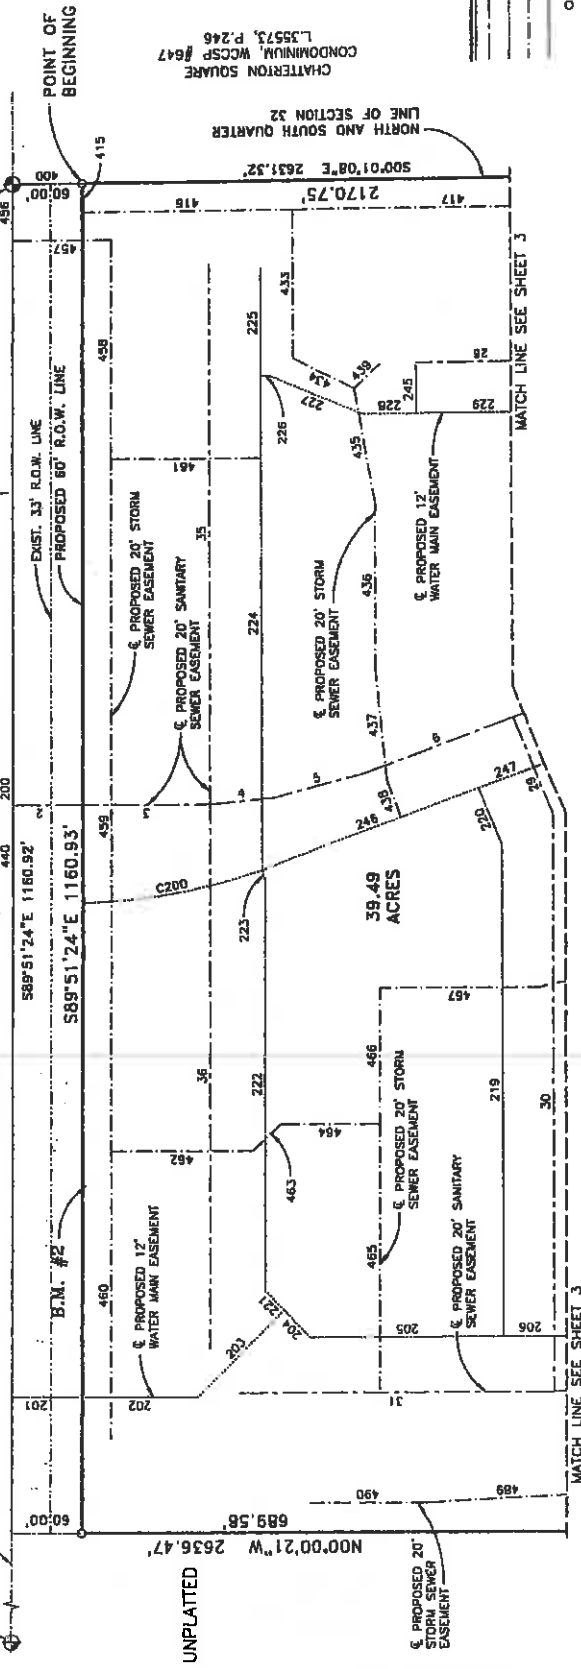 POINT OF
BEGINNING
CHATTERTON SQUARE
CONDOMINIUM, WCCSP #647
L.35573, P.246
NORTH AND SOUTH QUARTER
LINE OF SECTION 32
S00°01'08"E 2631.32'
2170.75'
400
60.00'
415
416
417
456
457
458
1
EXIST. 33' R.O.W. LINE
PROPOSED 60' R.O.W. LINE
℄ PROPOSED 20' STORM
SEWER EASEMENT
℄ PROPOSED 20' SANITARY
SEWER EASEMENT
461
35
225
226
227
433
434
439
435
228
245
28
229
MATCH LINE SEE SHEET 3
℄ PROPOSED 12'
WATER MAIN EASEMENT
224
436
℄ PROPOSED 20' STORM
SEWER EASEMENT
437
438
200
440
2
3
4
5
6
459
S89°51'24"E 1160.92'
S89°51'24"E 1160.93'
C200
223
246
247
29
220
39.49
ACRES
36
222
466
467
219
30
B.M. #2
462
463
464
465
℄ PROPOSED 20' STORM
SEWER EASEMENT
℄ PROPOSED 20' SANITARY
SEWER EASEMENT
460
℄ PROPOSED 12"
WATER MAIN EASEMENT
201
202
203
204
221
205
206
31
60.00'
689.58'
N00°00'21"W 2636.47'
UNPLATTED
490
489
℄ PROPOSED 20'
STORM SEWER
EASEMENT
MATCH LINE SEE SHEET 3